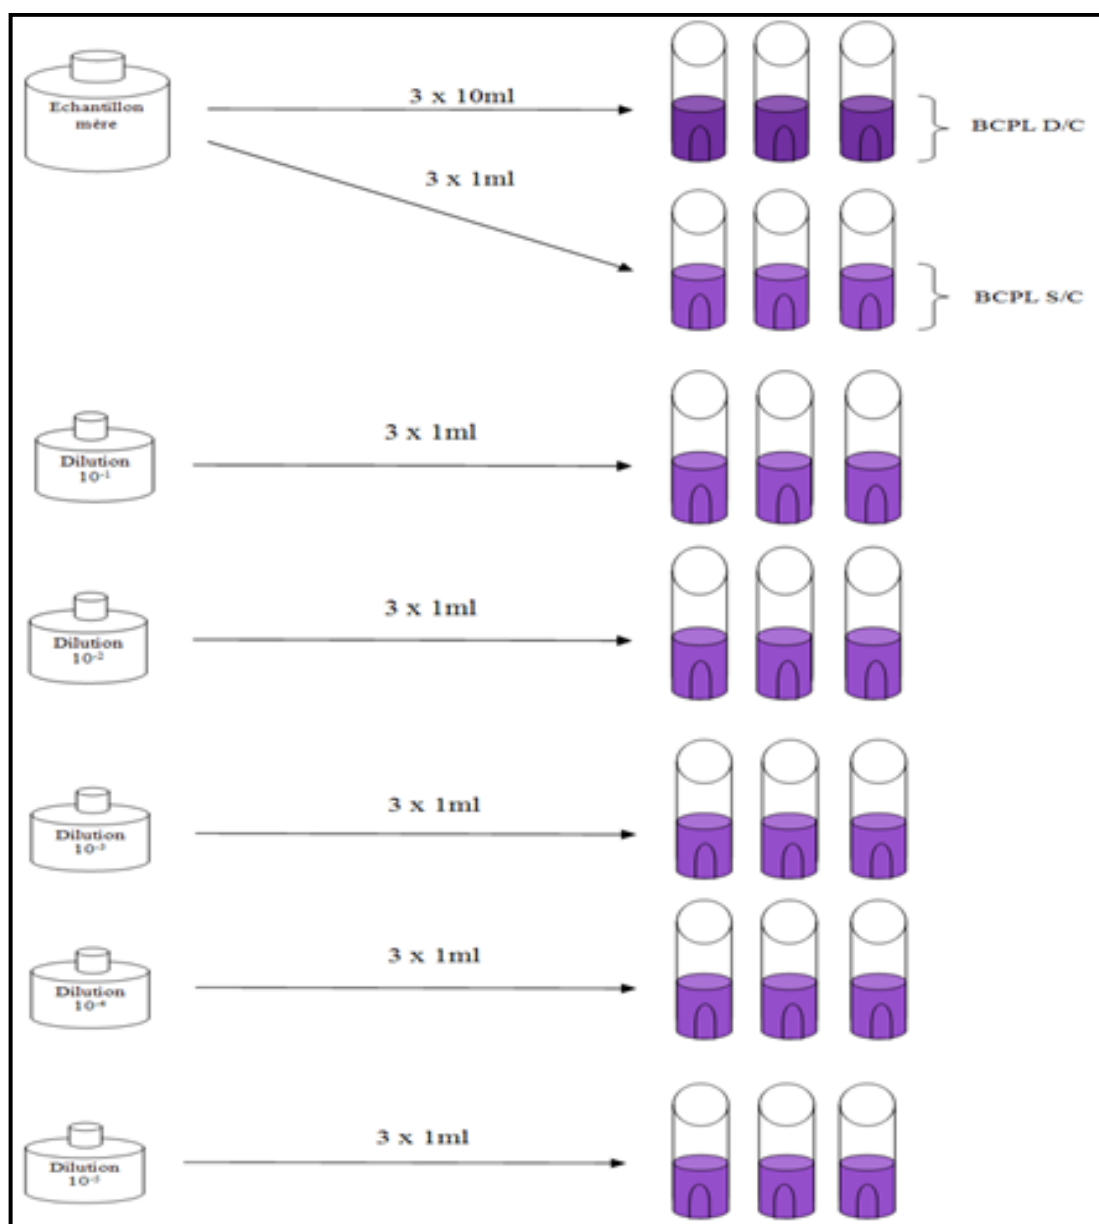 Echantillon
mère
3 x 10ml
BCPL D/C
3 x 1ml
BCPL S/C
Dilution
10⁻¹
3 x 1ml
Dilution
10⁻²
3 x 1ml
Dilution
10⁻³
3 x 1ml
Dilution
10⁻⁴
3 x 1ml
Dilution
10⁻⁵
3 x 1ml